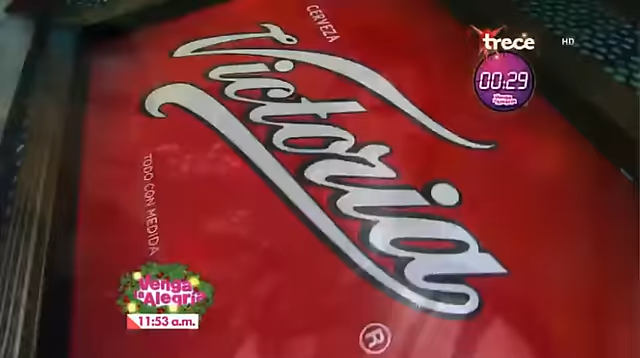 CERVEZA
Victoria
TODO CON MEDIDA
®
trece
HD
00:29
Venga
la Alegría
11:53 a.m.